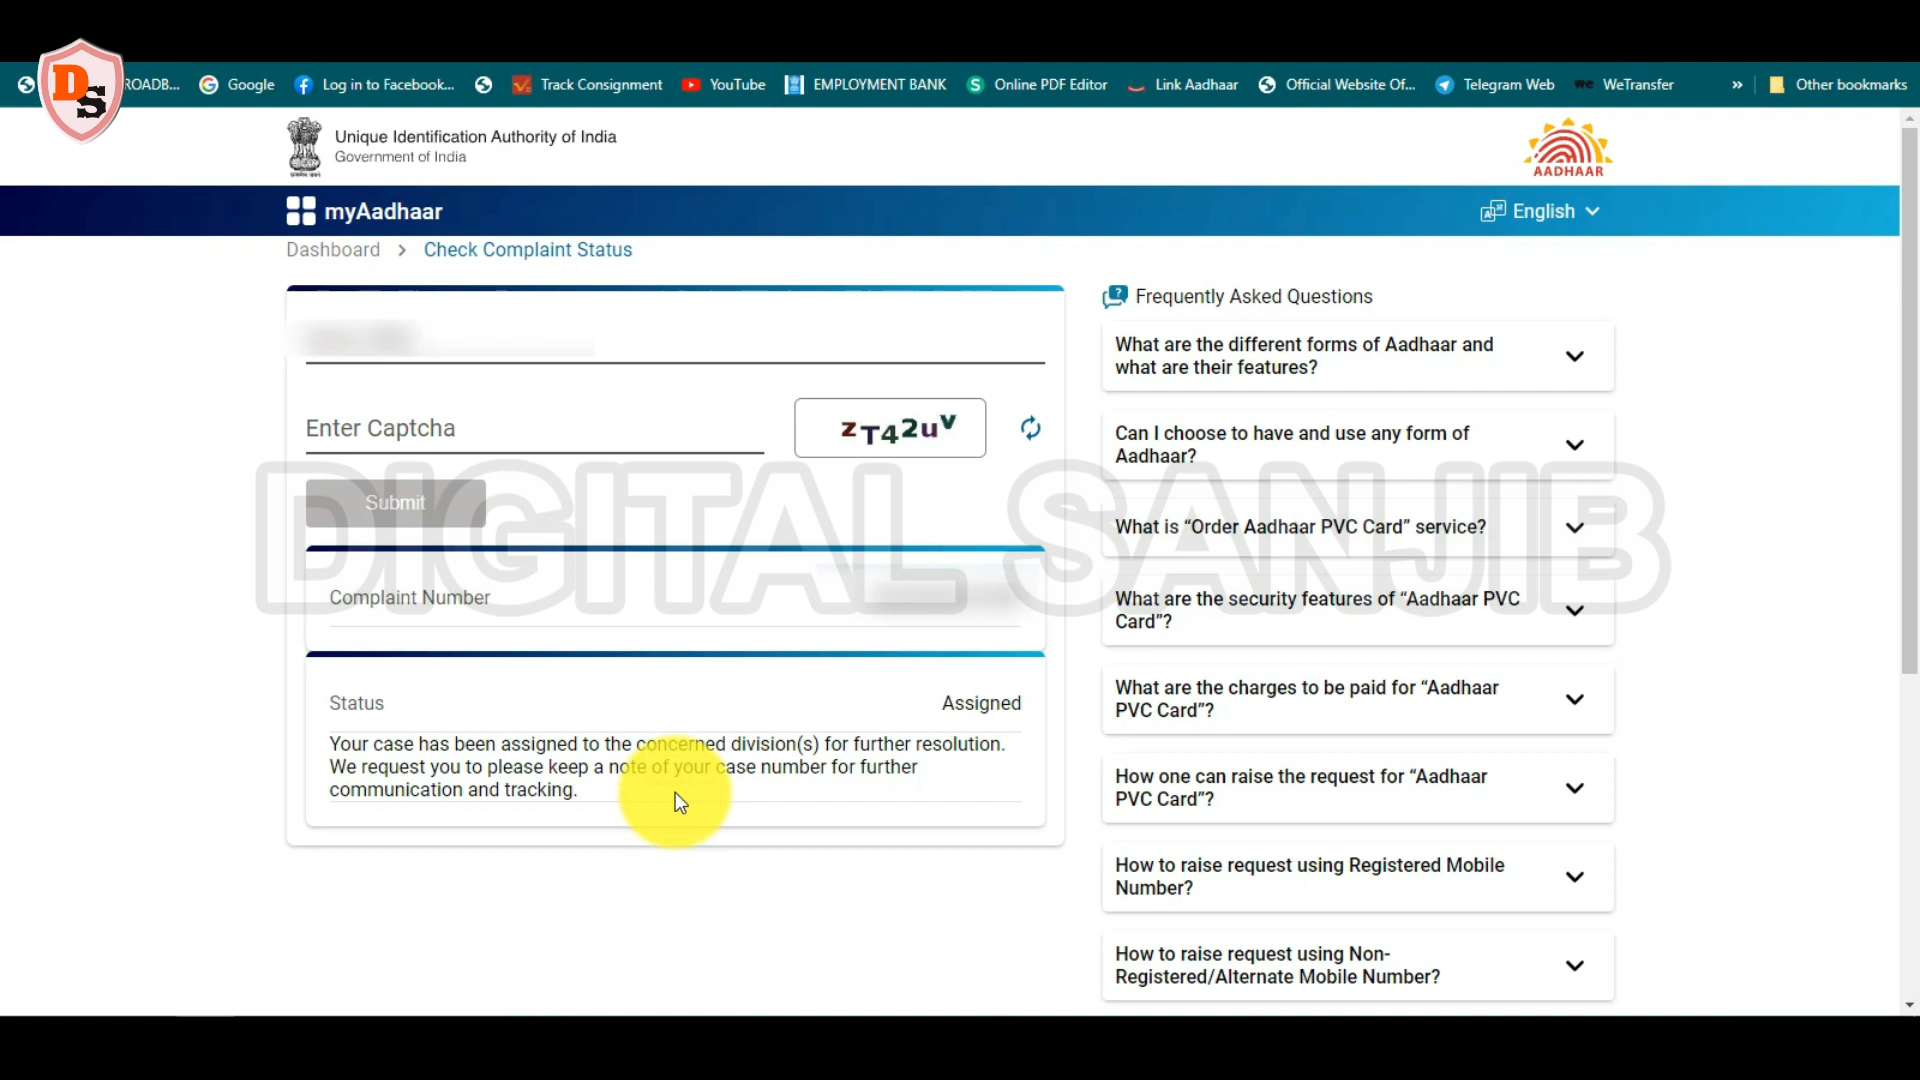 DS
ROADB...
Google
Log in to Facebook...
Track Consignment
YouTube
EMPLOYMENT BANK
Online PDF Editor
Link Aadhaar
Official Website Of...
Telegram Web
we WeTransfer
»
Other bookmarks
Unique Identification Authority of India
Government of India
AADHAAR
myAadhaar
English
Dashboard > Check Complaint Status
Enter Captcha
zT42uv
Submit
Complaint Number
Status
Assigned
Your case has been assigned to the concerned division(s) for further resolution.
We request you to please keep a note of your case number for further
communication and tracking.
Frequently Asked Questions
What are the different forms of Aadhaar and
what are their features?
Can I choose to have and use any form of
Aadhaar?
What is “Order Aadhaar PVC Card” service?
What are the security features of “Aadhaar PVC
Card”?
What are the charges to be paid for “Aadhaar
PVC Card”?
How one can raise the request for “Aadhaar
PVC Card”?
How to raise request using Registered Mobile
Number?
How to raise request using Non-
Registered/Alternate Mobile Number?
DIGITAL SANJIB